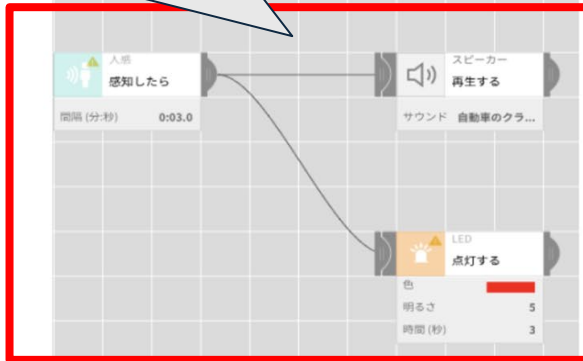 人感
感知したら
間隔 (分:秒) 0:03.0
スピーカー
再生する
サウンド 自動車のクラ...
LED
点灯する
色
明るさ 5
時間 (秒) 3